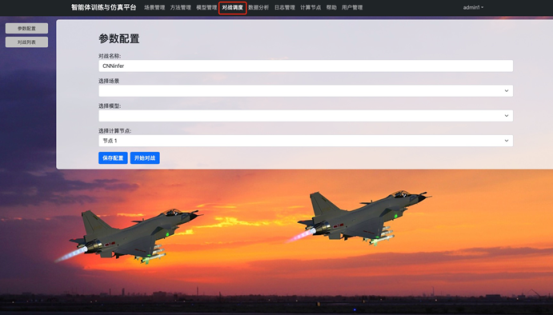 智能体训练与仿真平台 场景管理 方法管理 模型管理 对战调度 数据分析 日志管理 计算节点 帮助 用户管理 admin1
参数配置
对战列表
参数配置
对战名称:
CNNinfer
选择场景
选择模型:
选择计算节点:
节点 1
保存配置 开始对战